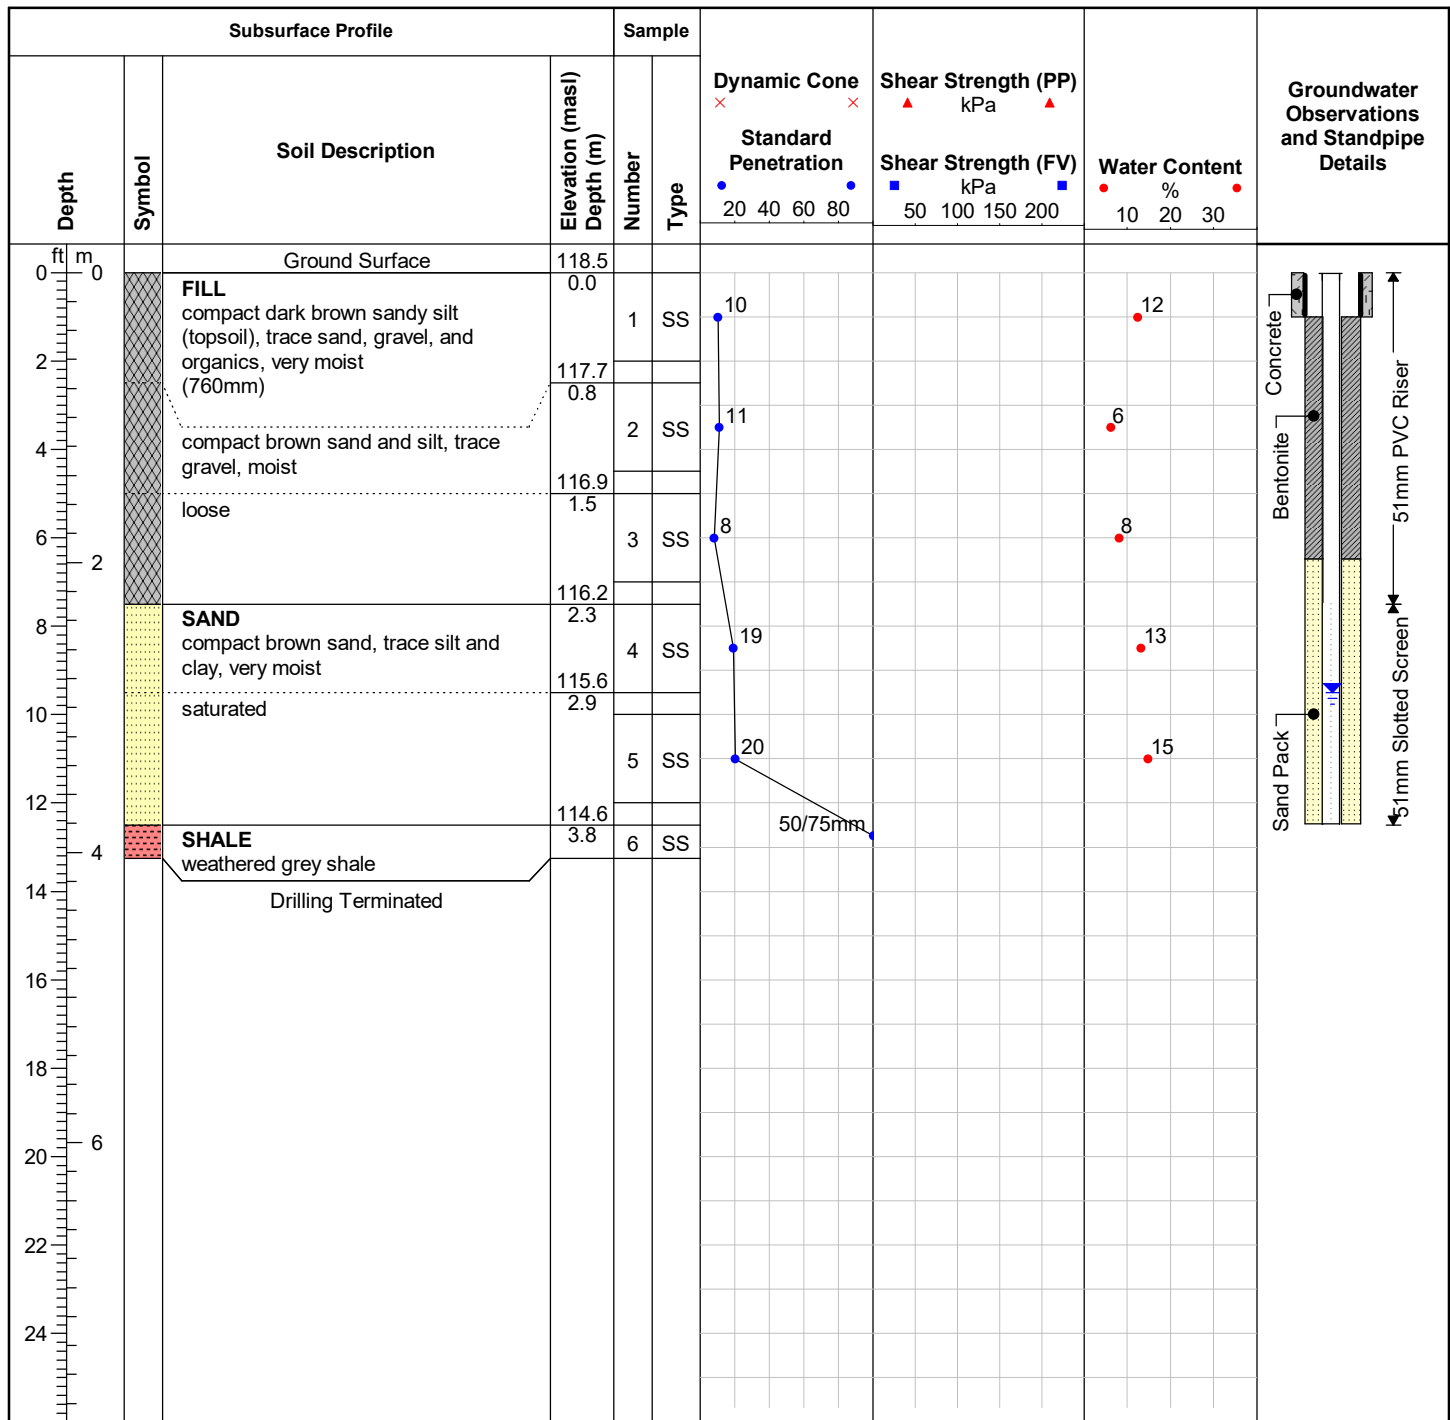 Subsurface Profile
Sample
Depth
Symbol
Soil Description
Elevation (masl)
Depth (m)
Number
Type
Dynamic Cone
Standard
Penetration
20 40 60 80
Shear Strength (PP)
kPa
Shear Strength (FV)
kPa
50 100 150 200
Water Content
%
10 20 30
Groundwater
Observations
and Standpipe
Details
ft m
Ground Surface
118.5
0 0
0.0
FILL
compact dark brown sandy silt
(topsoil), trace sand, gravel, and
organics, very moist
(760mm)
1 SS
10
12
2
117.7
0.8
compact brown sand and silt, trace
gravel, moist
2 SS
11
6
4
116.9
1.5
loose
3 SS
8
8
6
2
116.2
2.3
SAND
compact brown sand, trace silt and
clay, very moist
4 SS
19
13
8
115.6
2.9
saturated
5 SS
20
15
10
12
114.6
3.8
SHALE
weathered grey shale
6 SS
50/75mm
4
Drilling Terminated
14
16
18
6
20
22
24
Concrete
Bentonite
Sand Pack
51mm PVC Riser
51mm Slotted Screen